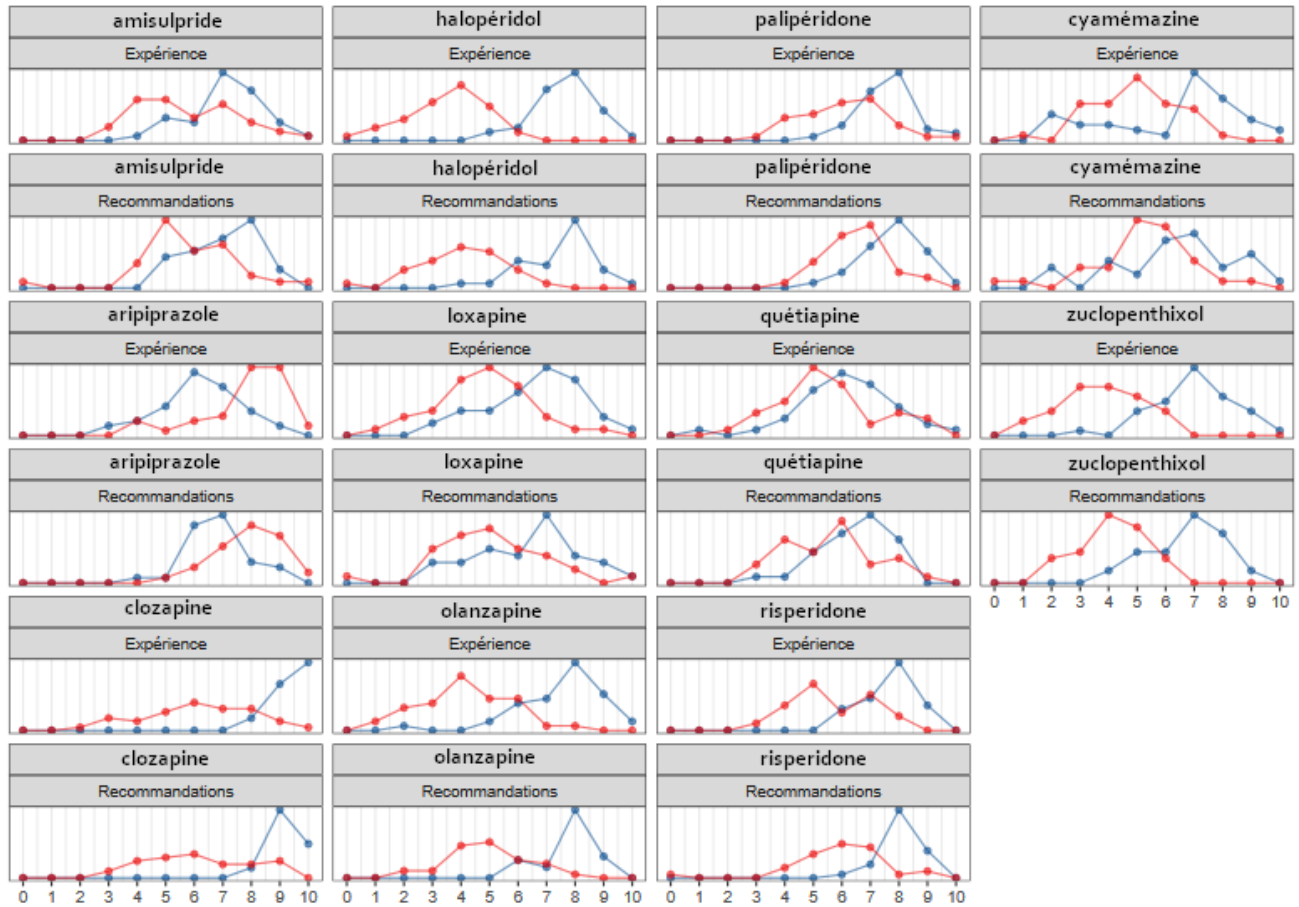 amisulpride halopéridol palipéridone cyamémazine
Expérience Expérience Expérience Expérience
amisulpride halopéridol palipéridone cyamémazine
Recommandations Recommandations Recommandations Recommandations
aripiprazole loxapine quétiapine zuclopenthixol
Expérience Expérience Expérience Expérience
aripiprazole loxapine quétiapine zuclopenthixol
Recommandations Recommandations Recommandations Recommandations
0 1 2 3 4 5 6 7 8 9 10
clozapine olanzapine risperidone
Expérience Expérience Expérience
clozapine olanzapine risperidone
Recommandations Recommandations Recommandations
0 1 2 3 4 5 6 7 8 9 10 0 1 2 3 4 5 6 7 8 9 10 0 1 2 3 4 5 6 7 8 9 10